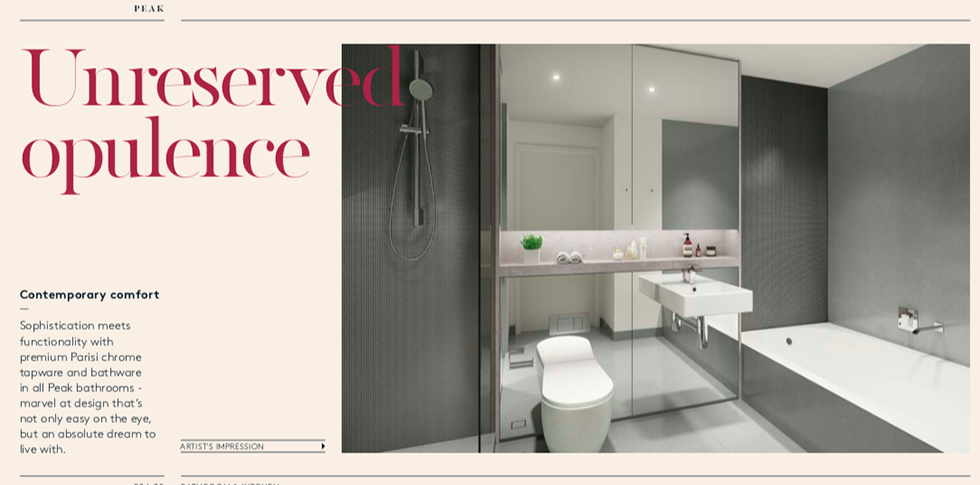 PEAK
Unreserved
opulence
Contemporary comfort
Sophistication meets
functionality with
premium Parisi chrome
tapware and bathware
in all Peak bathrooms -
marvel at design that's
not only easy on the eye,
but an absolute dream to
live with.
ARTIST'S IMPRESSION